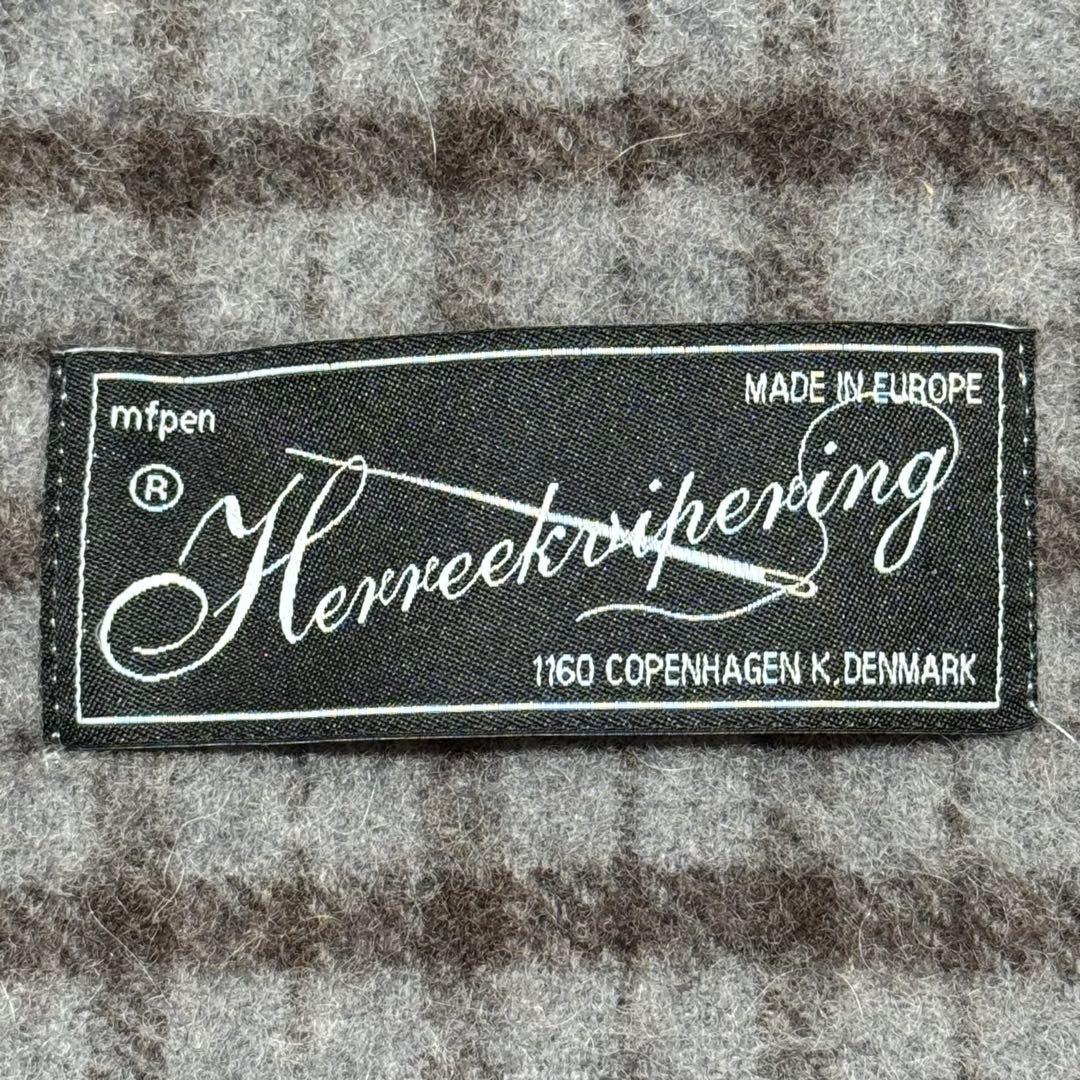 mfpen
MADE IN EUROPE
®
Herreekvipering
1160 COPENHAGEN K, DENMARK